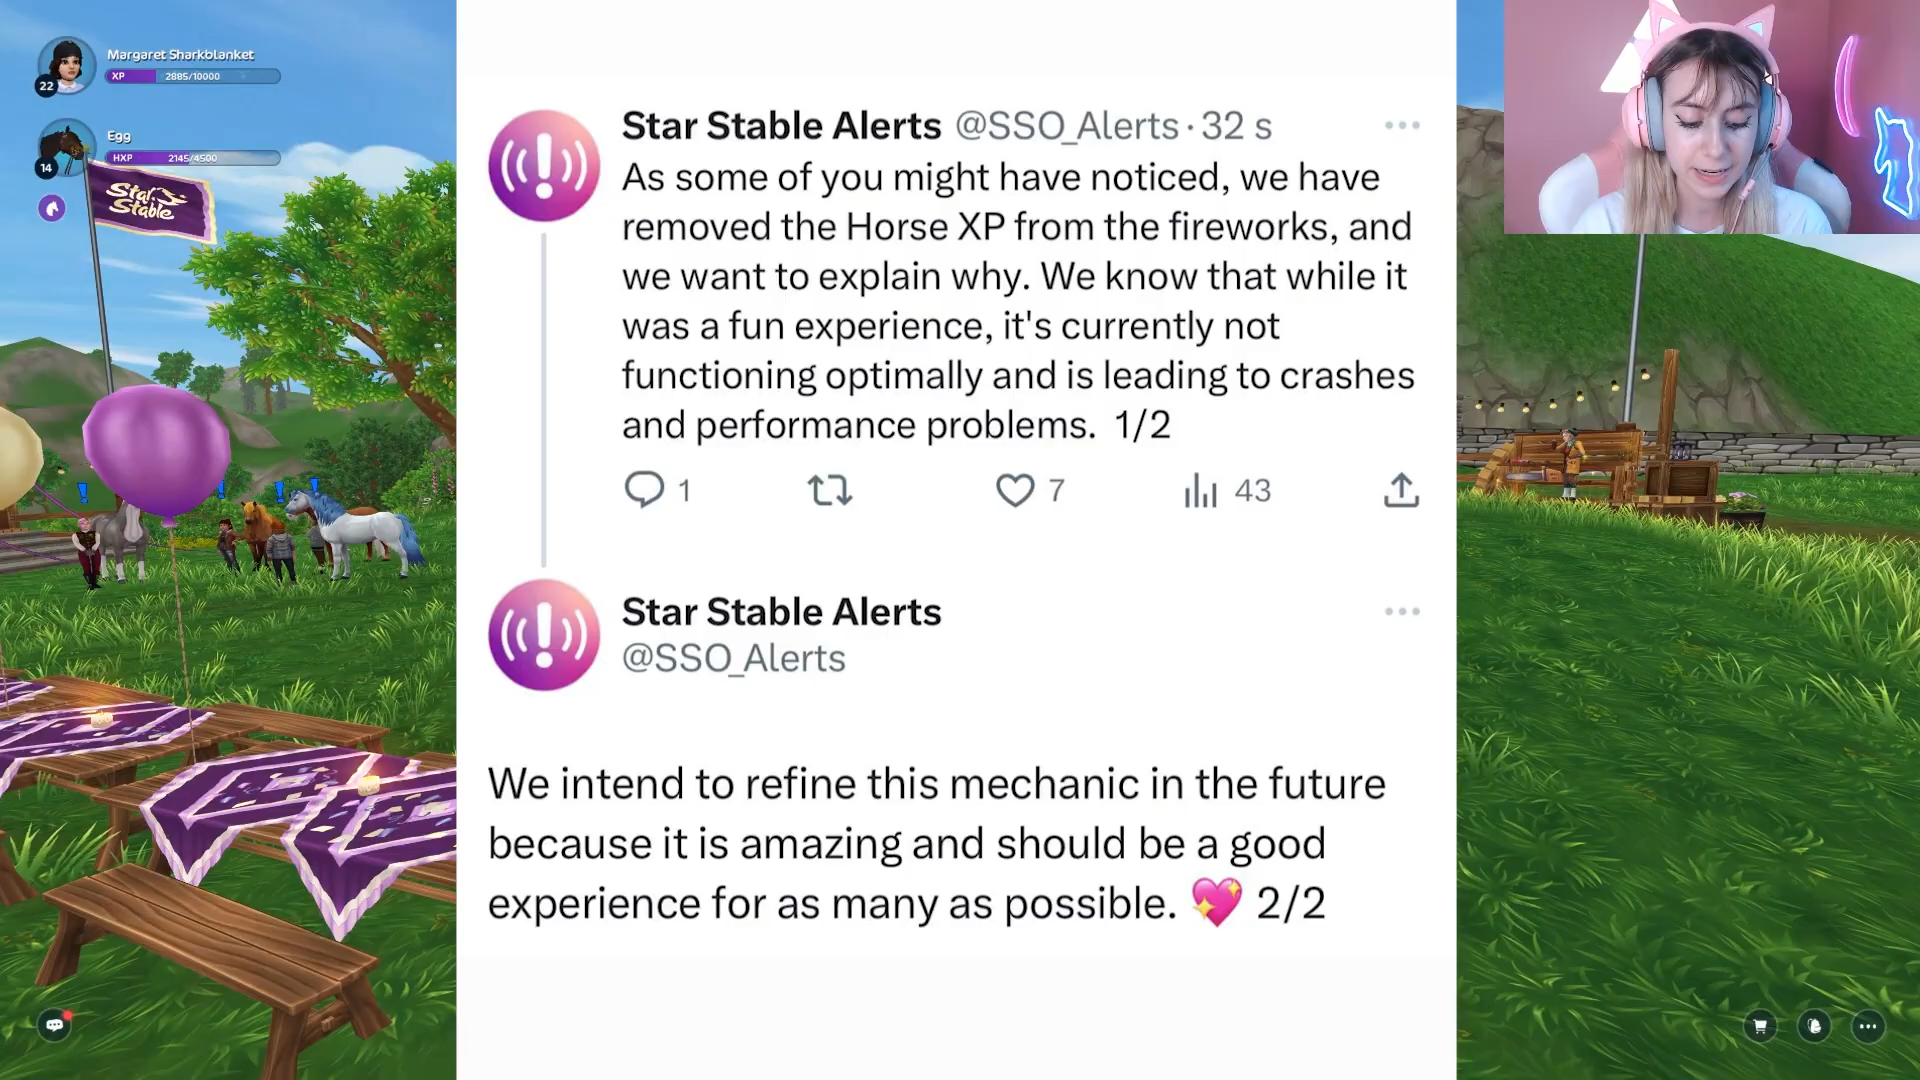 Margaret Sharkblanket
XP 2885/10000
22
Egg
HXP 2145/4500
14
Star
Stable
Star Stable Alerts @SSO_Alerts · 32 s
As some of you might have noticed, we have
removed the Horse XP from the fireworks, and
we want to explain why. We know that while it
was a fun experience, it's currently not
functioning optimally and is leading to crashes
and performance problems. 1/2
1 7 43
Star Stable Alerts
@SSO_Alerts
We intend to refine this mechanic in the future
because it is amazing and should be a good
experience for as many as possible. 💖 2/2